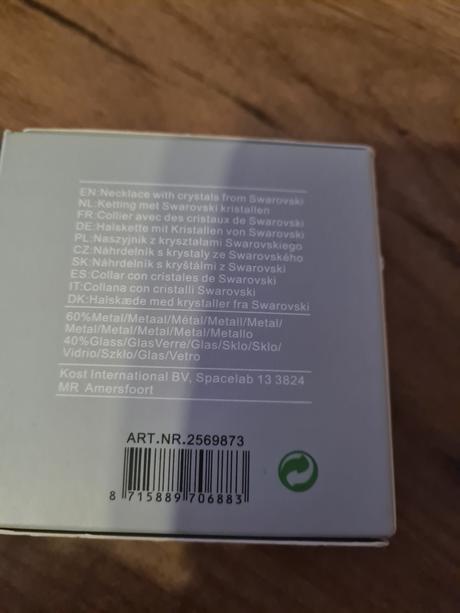 EN:Necklace with crystals from Swarovski
NL:Ketting met Swarovski kristallen
FR:Collier avec des cristaux de Swarovski
DE:Halskette mit Kristallen von Swarovski
PL:Naszyjnik z kryształami Swarovskiego
CZ:Náhrdelník s krystaly ze Swarovského
SK:Náhrdelník s kryštálmi z Swarovski
ES:Collar con cristales de Swarovski
IT:Collana con cristalli Swarovski
DK:Halskæde med krystaller fra Swarovski
60%Metal/Metaal/Métal/Metall/Metal/
Metal/Metal/Metal/Metal/Metallo
40%Glass/GlasVerre/Glas/Sklo/Sklo/
Vidrio/Szkło/Glas/Vetro
Kost International BV, Spacelab 13 3824
MR Amersfoort
ART.NR.2569873
8 715889 706883